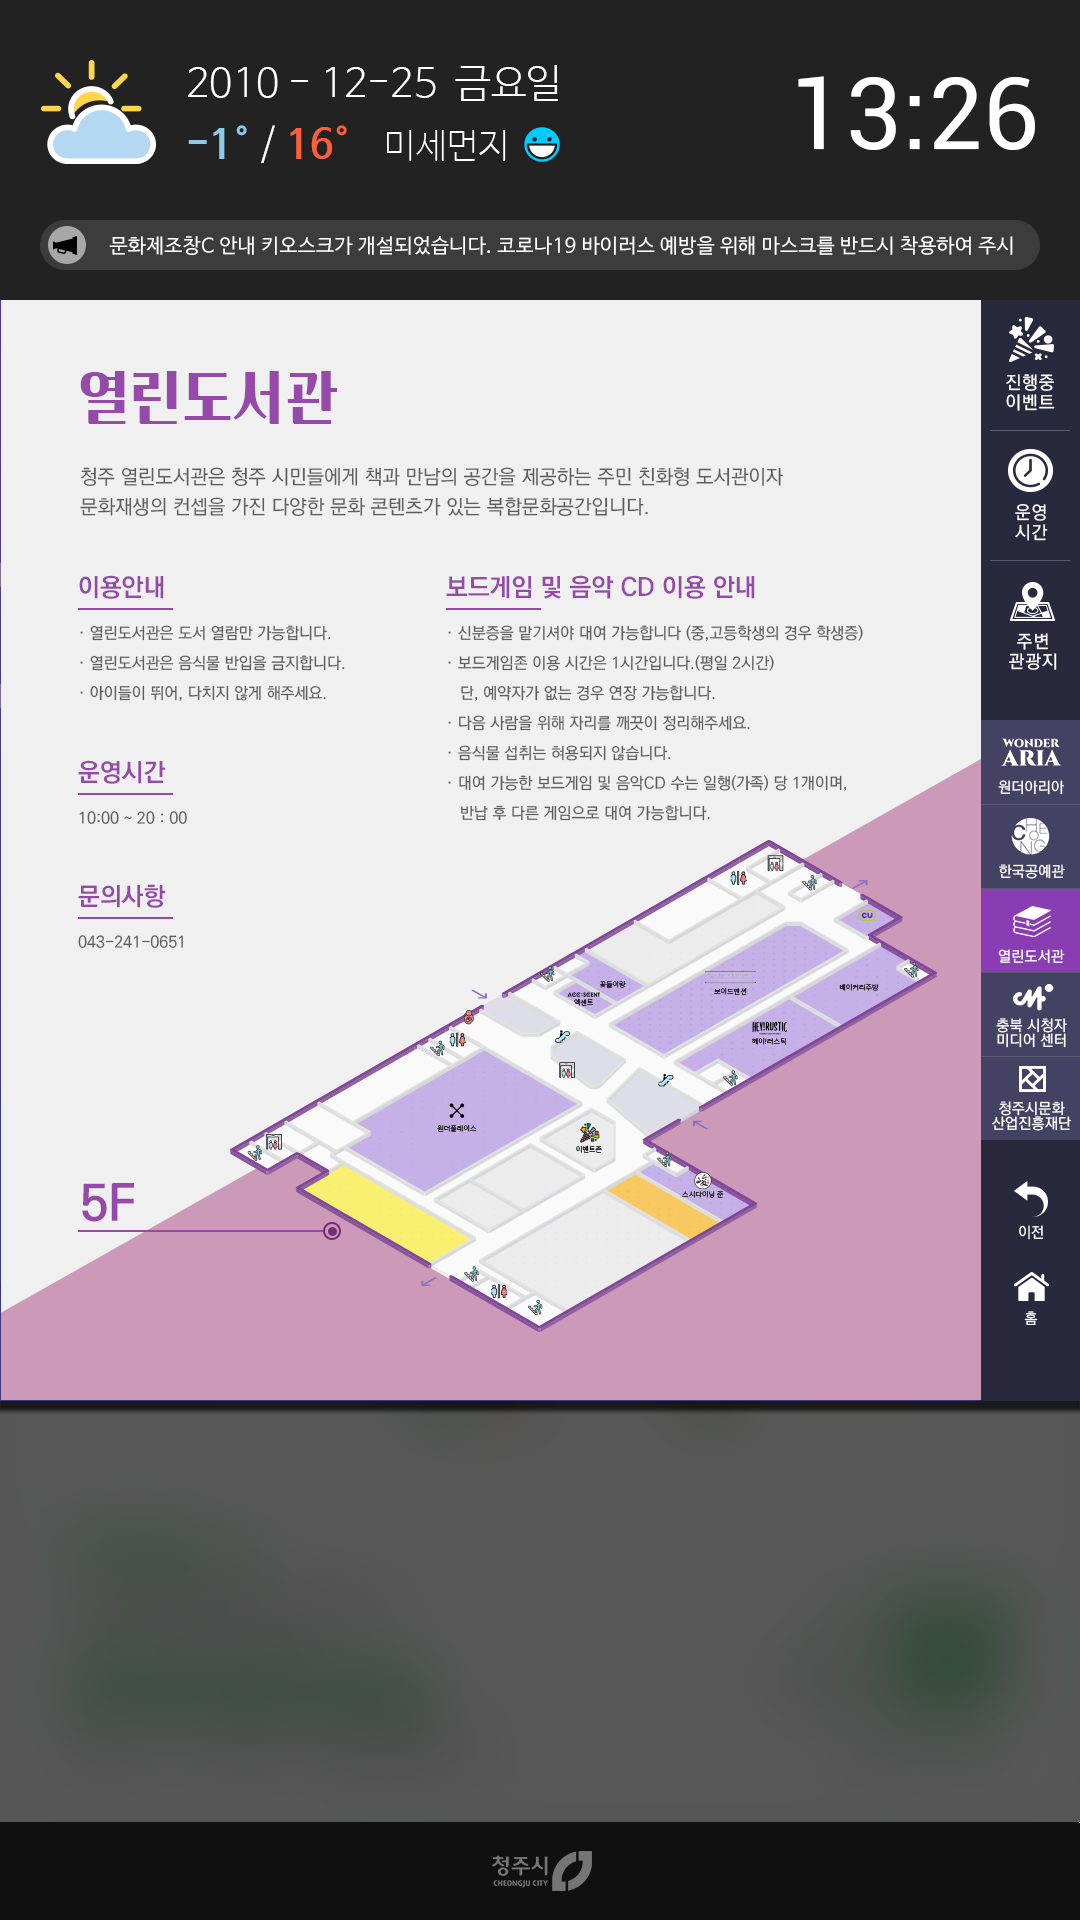 2010 - 12-25 금요일
-1° / 16° 미세먼지
13:26
문화제조창C 안내 키오스크가 개설되었습니다. 코로나19 바이러스 예방을 위해 마스크를 반드시 착용하여 주시
열린도서관
청주 열린도서관은 청주 시민들에게 책과 만남의 공간을 제공하는 주민 친화형 도서관이자
문화재생의 컨셉을 가진 다양한 문화 콘텐츠가 있는 복합문화공간입니다.
이용안내
· 열린도서관은 도서 열람만 가능합니다.
· 열린도서관은 음식물 반입을 금지합니다.
· 아이들이 뛰어, 다치지 않게 해주세요.
운영시간
10:00 ~ 20 : 00
문의사항
043-241-0651
보드게임 및 음악 CD 이용 안내
· 신분증을 맡기셔야 대여 가능합니다 (중,고등학생의 경우 학생증)
· 보드게임존 이용 시간은 1시간입니다.(평일 2시간)
단, 예약자가 없는 경우 연장 가능합니다.
· 다음 사람을 위해 자리를 깨끗이 정리해주세요.
· 음식물 섭취는 허용되지 않습니다.
· 대여 가능한 보드게임 및 음악CD 수는 일행(가족) 당 1개이며,
반납 후 다른 게임으로 대여 가능합니다.
CU
꽃들이랑
ACC:SCENT
엑센트
보이드맨션
베이커리주방
HEY!RUSTIC
헤이!러스틱
원더플레이스
이벤트존
스시다이닝 준
5F
진행중
이벤트
운영
시간
주변
관광지
WONDER
ARIA
원더아리아
CHEONG
한국공예관
열린도서관
충북 시청자
미디어 센터
청주시문화
산업진흥재단
이전
홈
청주시
CHEONGJU CITY